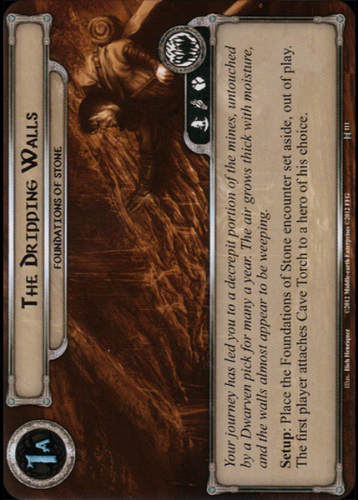 1A
THE DRIPPING WALLS
FOUNDATIONS OF STONE
Your journey has led you to a decrepit portion of the mines, untouched
by a Dwarven pick for many a year. The air grows thick with moisture,
and the walls almost appear to be weeping.
Setup: Place the Foundations of Stone encounter set aside, out of play.
The first player attaches Cave Torch to a hero of his choice.
Illus. Rich Henriquez ©2012 Middle-earth Enterprises ©2012 FFG 111